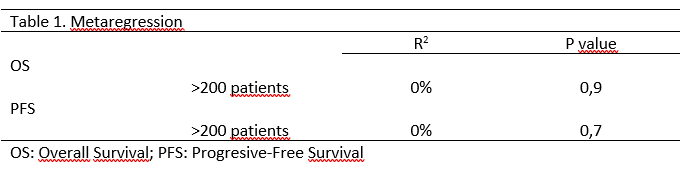 Table 1. Metaregression
R² P value
OS
>200 patients 0% 0,9
PFS
>200 patients 0% 0,7
OS: Overall Survival; PFS: Progresive-Free Survival